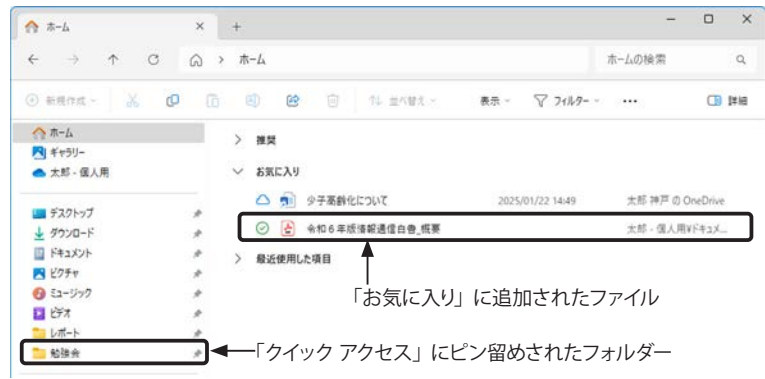 ホーム
ホーム
ホームの検索
新規作成
並べ替え
表示
フィルター
詳細
ホーム
ギャラリー
太郎 - 個人用
デスクトップ
ダウンロード
ドキュメント
ピクチャ
ミュージック
ビデオ
レポート
勉強会
推奨
お気に入り
少子高齢化について 2025/01/22 14:49 太郎 神戸 の OneDrive
令和6年版情報通信白書_概要 太郎 - 個人用¥ドキュメ...
最近使用した項目
「お気に入り」に追加されたファイル
「クイック アクセス」にピン留めされたフォルダー